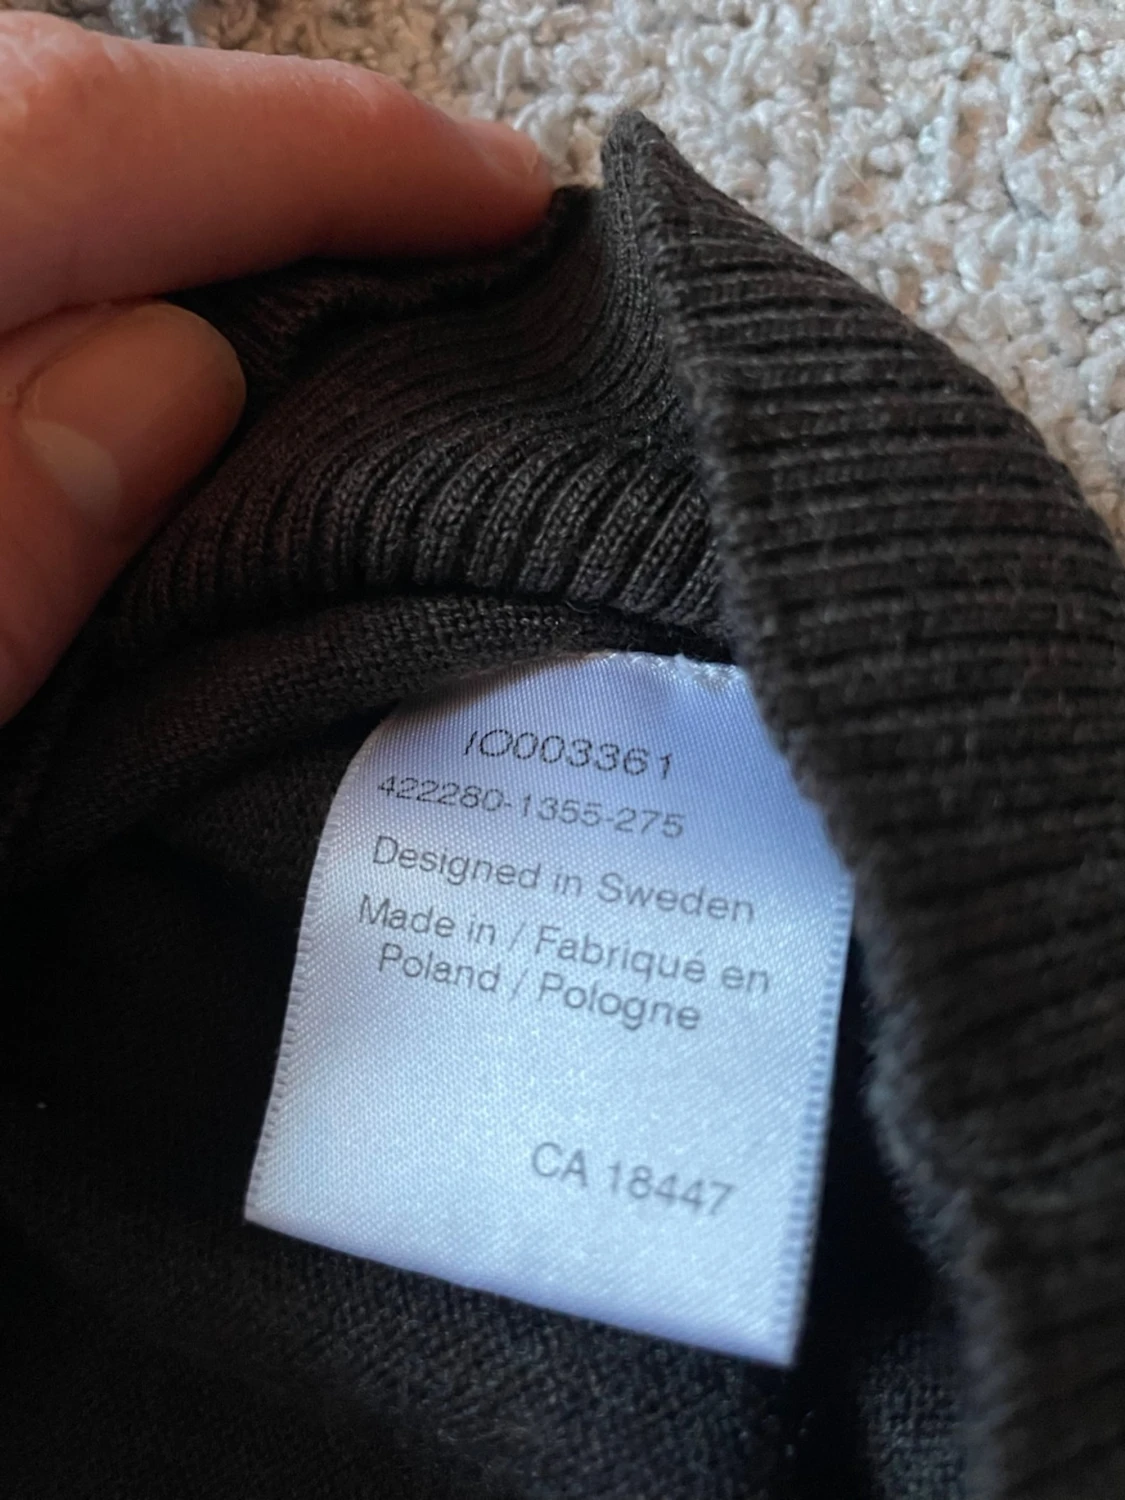 IO003361
422280-1355-275
Designed in Sweden
Made in / Fabriqué en
Poland / Pologne
CA 18447